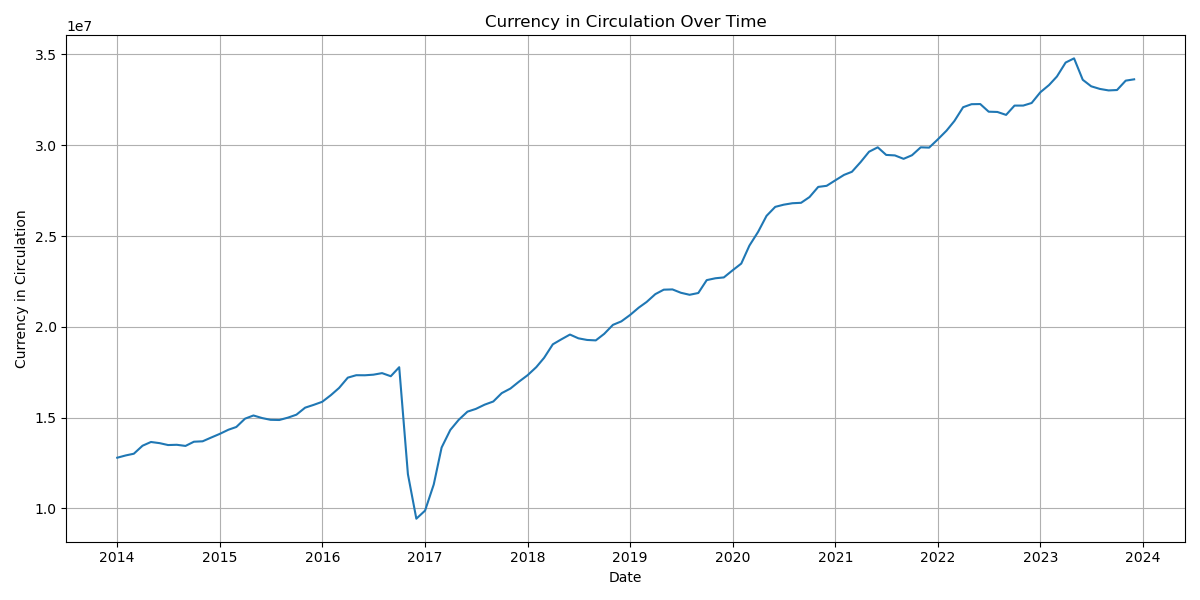 Currency in Circulation Over Time
1e7
3.5
3.0
2.5
2.0
1.5
1.0
Currency in Circulation
2014 2015 2016 2017 2018 2019 2020 2021 2022 2023 2024
Date